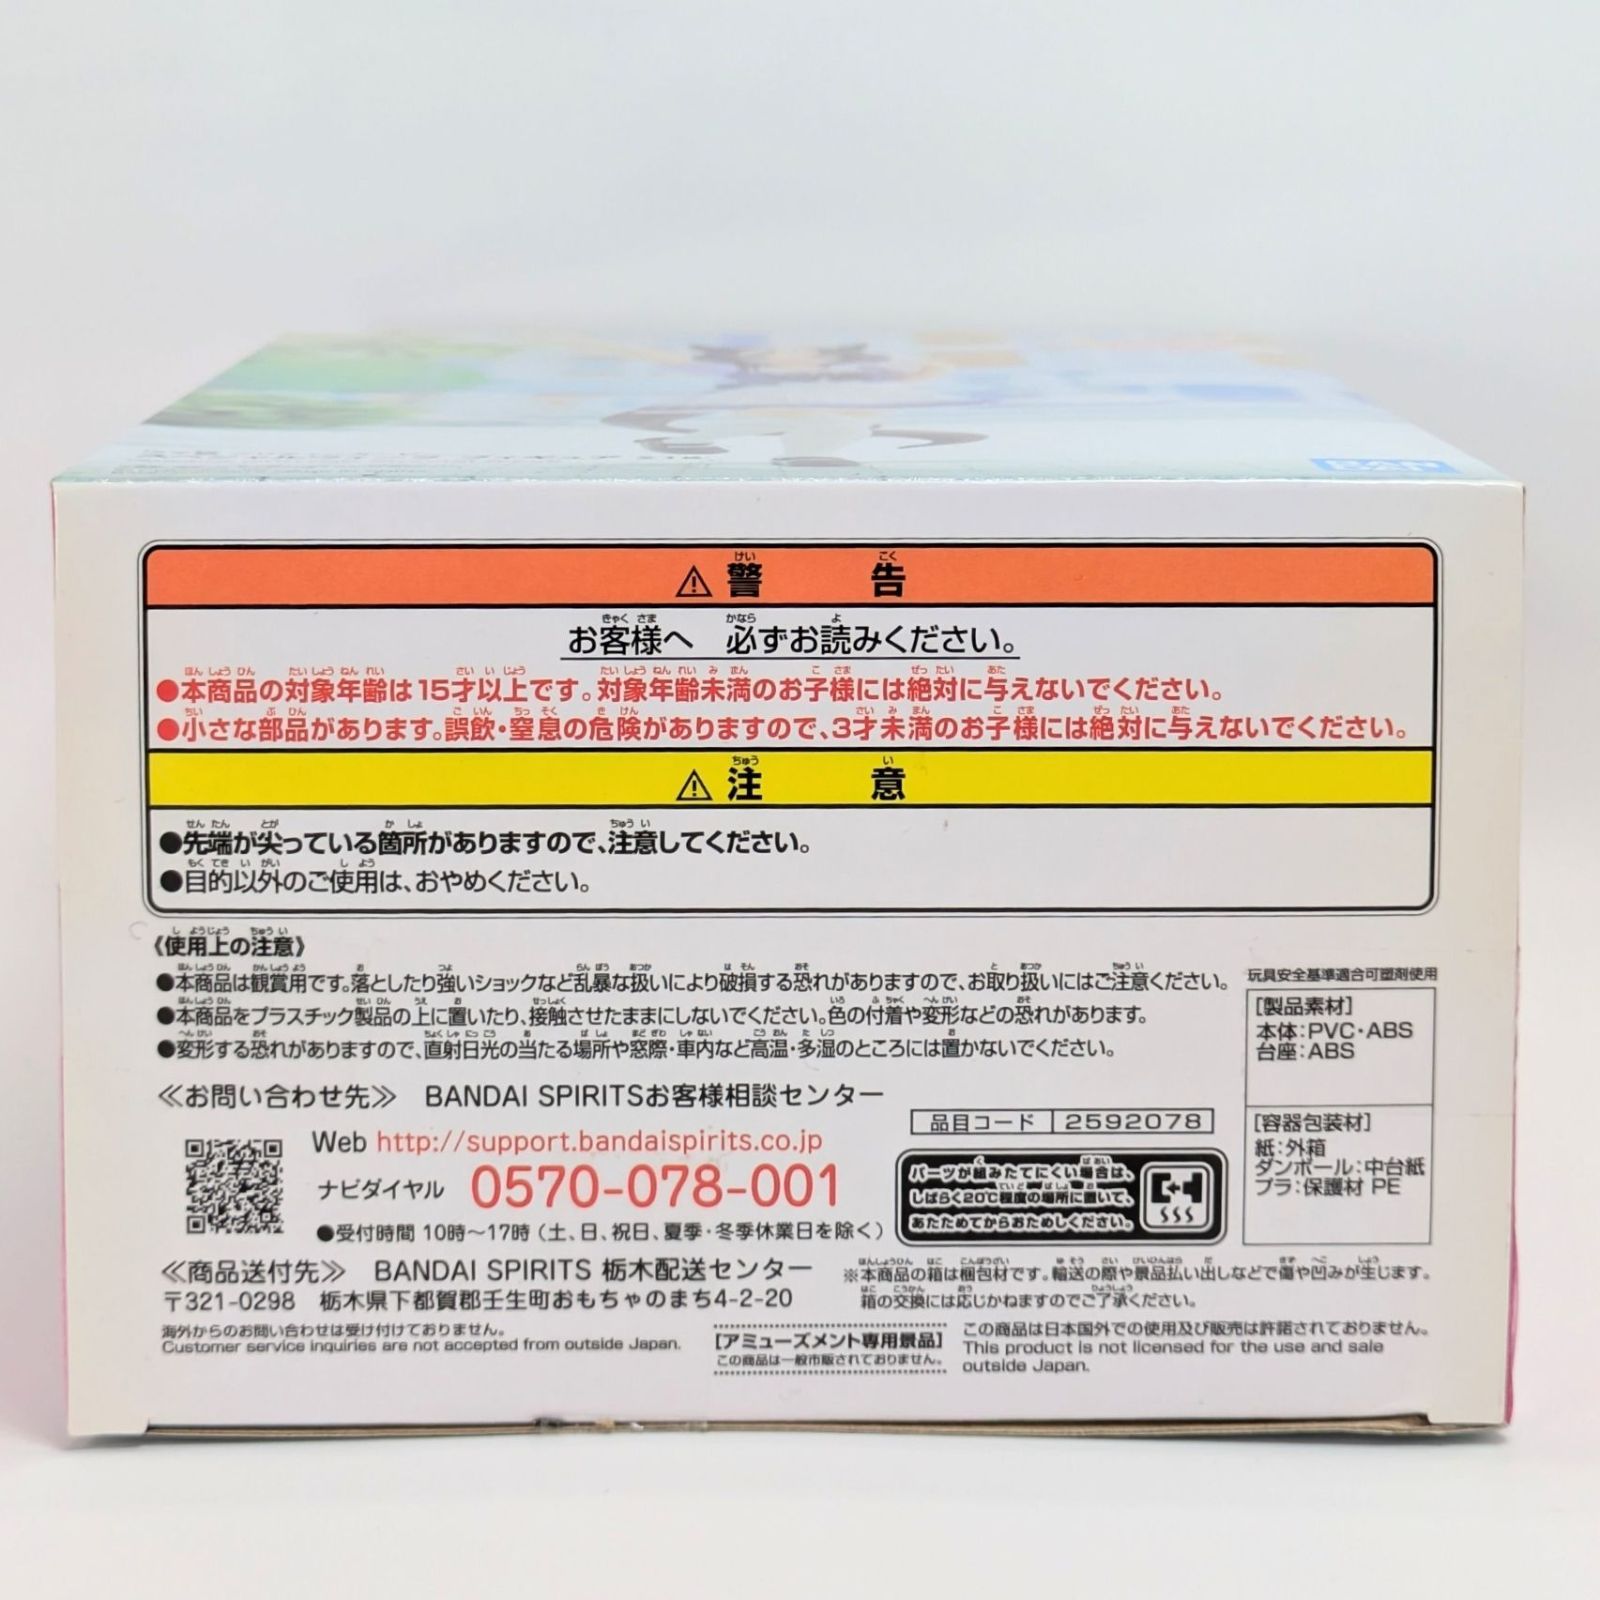 ⚠警告
お客様へ 必ずお読みください。
●本商品の対象年齢は15才以上です。対象年齢未満のお子様には絶対に与えないでください。
●小さな部品があります。誤飲・窒息の危険がありますので、3才未満のお子様には絶対に与えないでください。
⚠注意
●先端が尖っている箇所がありますので、注意してください。
●目的以外のご使用は、おやめください。
《使用上の注意》
●本商品は観賞用です。落としたり強いショックなど乱暴な扱いにより破損する恐れがありますので、お取り扱いにはご注意ください。
●本商品をプラスチック製品の上に置いたり、接触させたままにしないでください。色の付着や変形などの恐れがあります。
●変形する恐れがありますので、直射日光の当たる場所や窓際・車内など高温・多湿のところには置かないでください。
玩具安全基準適合可塑剤使用
[製品素材]
本体:PVC・ABS
台座:ABS
[容器包装材]
紙:外箱
ダンボール:中台紙
プラ:保護材 PE
≪お問い合わせ先≫ BANDAI SPIRITSお客様相談センター
Web http://support.bandaispirits.co.jp
ナビダイヤル 0570-078-001
●受付時間 10時〜17時(土、日、祝日、夏季・冬季休業日を除く)
品目コード 2592078
パーツが組みたてにくい場合は、
しばらく20℃程度の場所に置いて、
あたためてからおためしください。
≪商品送付先≫ BANDAI SPIRITS 栃木配送センター
〒321-0298 栃木県下都賀郡壬生町おもちゃのまち4-2-20
※本商品の箱は梱包材です。輸送の際や景品払い出しなどで傷や凹みが生じます。
箱の交換には応じかねますのでご了承ください。
海外からのお問い合わせは受け付けておりません。
Customer service inquiries are not accepted from outside Japan.
[アミューズメント専用景品]
この商品は一般市販されておりません。
この商品は日本国外での使用及び販売は許諾されておりません。
This product is not licensed for the use and sale
outside Japan.